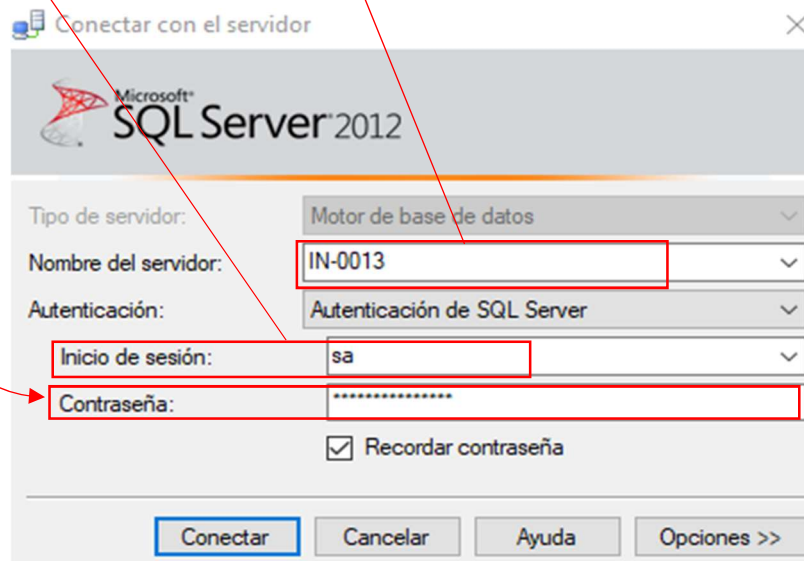 Conectar con el servidor
Microsoft
SQL Server 2012
Tipo de servidor: Motor de base de datos
Nombre del servidor: IN-0013
Autenticación: Autenticación de SQL Server
Inicio de sesión: sa
Contraseña: ***************
Recordar contraseña
Conectar Cancelar Ayuda Opciones >>